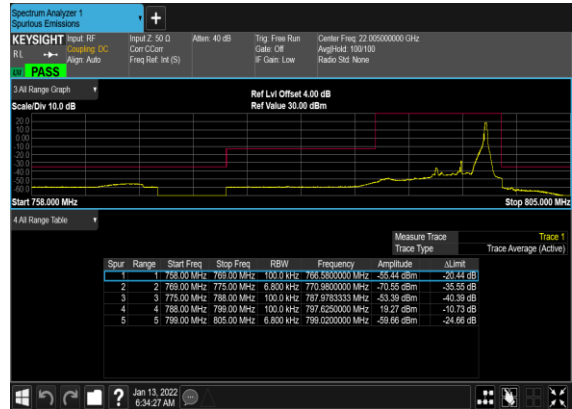 Spectrum Analyzer 1
Spurious Emissions
KEYSIGHT Input: RF Input Z: 50 Ω Atten: 40 dB Trig: Free Run Center Freq: 22.005000000 GHz
RL Coupling: DC Corr CCorr Gate: Off Avg|Hold: 100/100
Align: Auto Freq Ref: Int (S) IF Gain: Low Radio Std: None
PASS
3 All Range Graph
Ref Lvl Offset 4.00 dB
Scale/Div 10.0 dB Ref Value 30.00 dBm
20.0
10.0
0.00
-10.0
-20.0
-30.0
-40.0
-50.0
-60.0
Start 758.000 MHz Stop 805.000 MHz
4 All Range Table
Measure Trace Trace 1
Trace Type Trace Average (Active)
Spur Range Start Freq Stop Freq RBW Frequency Amplitude ΔLimit
1 1 758.00 MHz 769.00 MHz 100.0 kHz 766.5800000 MHz -55.44 dBm -20.44 dB
2 2 769.00 MHz 775.00 MHz 6.800 kHz 770.9800000 MHz -70.55 dBm -35.55 dB
3 3 775.00 MHz 788.00 MHz 100.0 kHz 787.9783333 MHz -53.39 dBm -40.39 dB
4 4 788.00 MHz 799.00 MHz 100.0 kHz 797.6250000 MHz 19.27 dBm -10.73 dB
5 5 799.00 MHz 805.00 MHz 6.800 kHz 799.0200000 MHz -59.66 dBm -24.66 dB
? Jan 13, 2022
6:34:27 AM